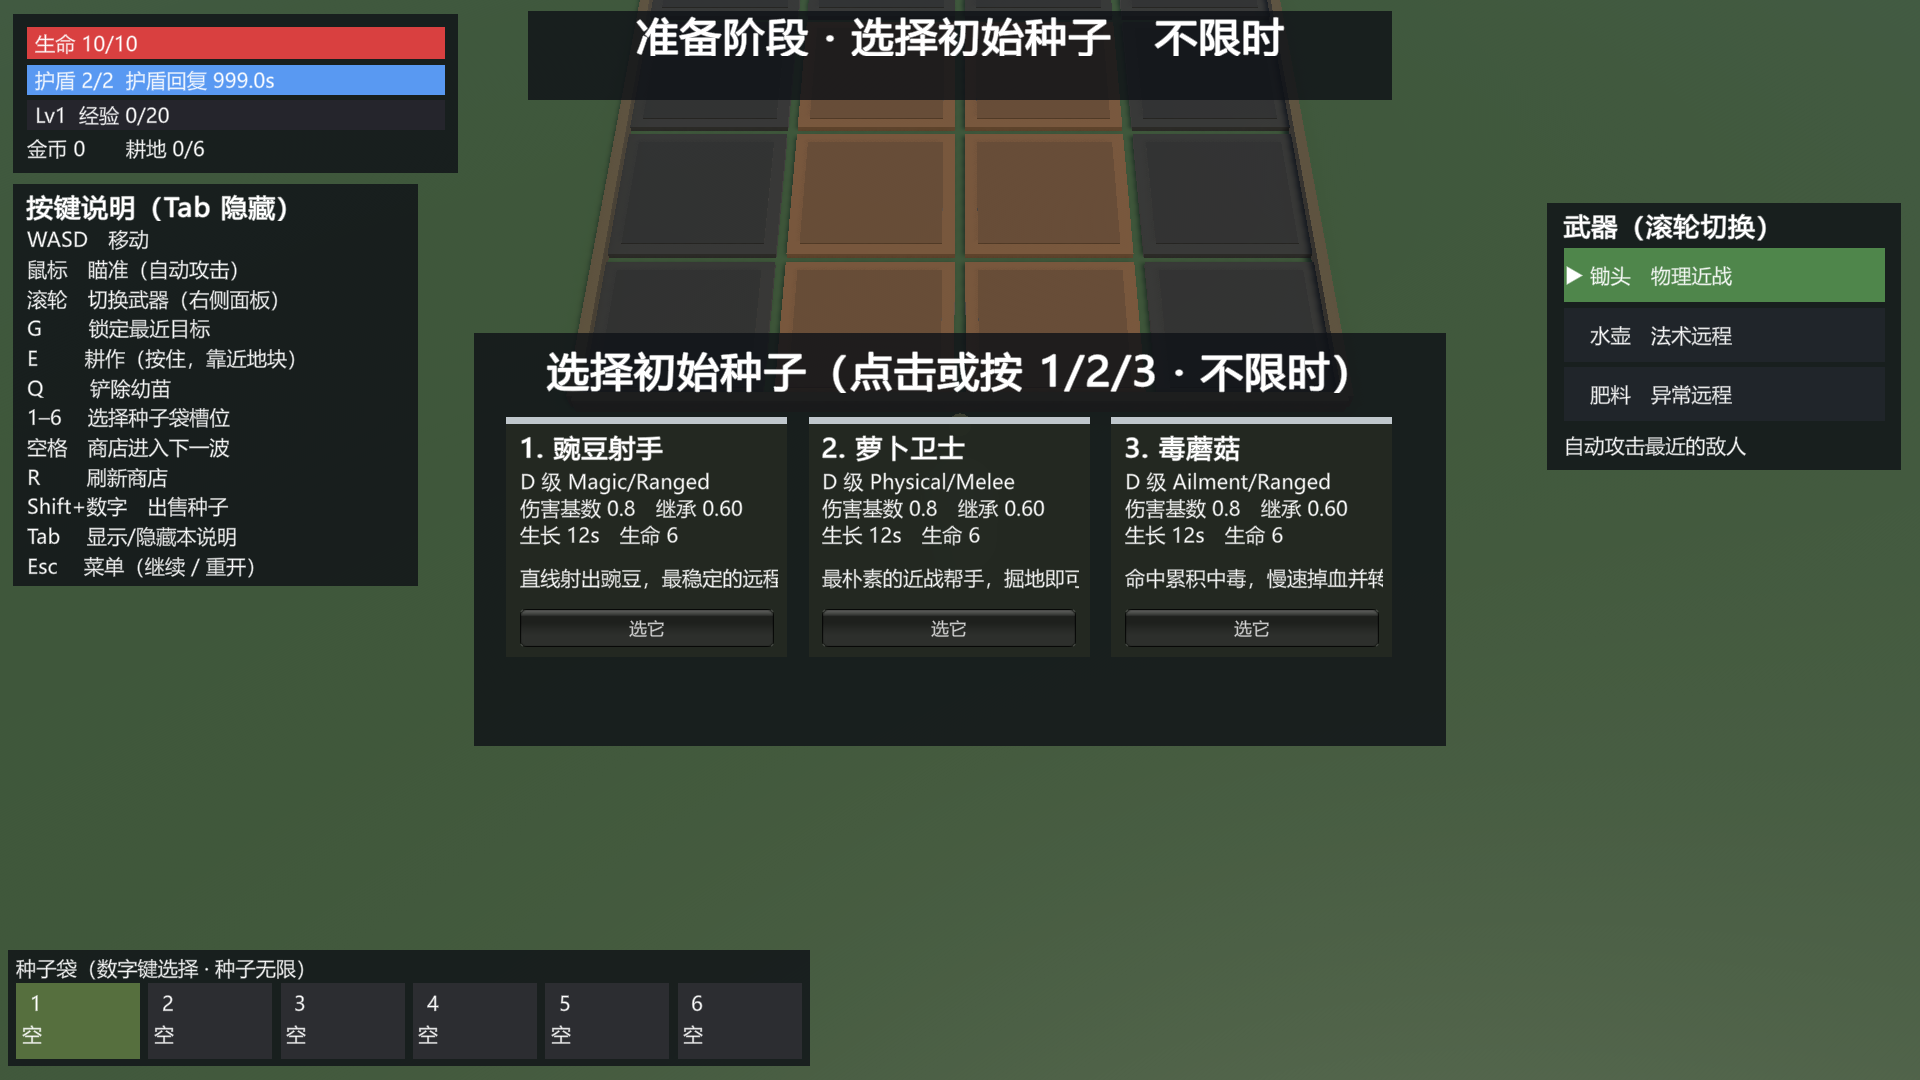 生命 10/10
护盾 2/2 护盾回复 999.0s
Lv1 经验 0/20
金币 0 耕地 0/6
准备阶段 · 选择初始种子 不限时
按键说明（Tab 隐藏）
WASD 移动
鼠标 瞄准（自动攻击）
滚轮 切换武器（右侧面板）
G 锁定最近目标
E 耕作（按住，靠近地块）
Q 铲除幼苗
1–6 选择种子袋槽位
空格 商店进入下一波
R 刷新商店
Shift+数字 出售种子
Tab 显示/隐藏本说明
Esc 菜单（继续 / 重开）
武器（滚轮切换）
▶ 锄头 物理近战
水壶 法术远程
肥料 异常远程
自动攻击最近的敌人
选择初始种子（点击或按 1/2/3 · 不限时）
1. 豌豆射手
D 级 Magic/Ranged
伤害基数 0.8 继承 0.60
生长 12s 生命 6
直线射出豌豆，最稳定的远程
选它
2. 萝卜卫士
D 级 Physical/Melee
伤害基数 0.8 继承 0.60
生长 12s 生命 6
最朴素的近战帮手，掘地即可
选它
3. 毒蘑菇
D 级 Ailment/Ranged
伤害基数 0.8 继承 0.60
生长 12s 生命 6
命中累积中毒，慢速掉血并转
选它
种子袋（数字键选择 · 种子无限）
1 2 3 4 5 6
空 空 空 空 空 空